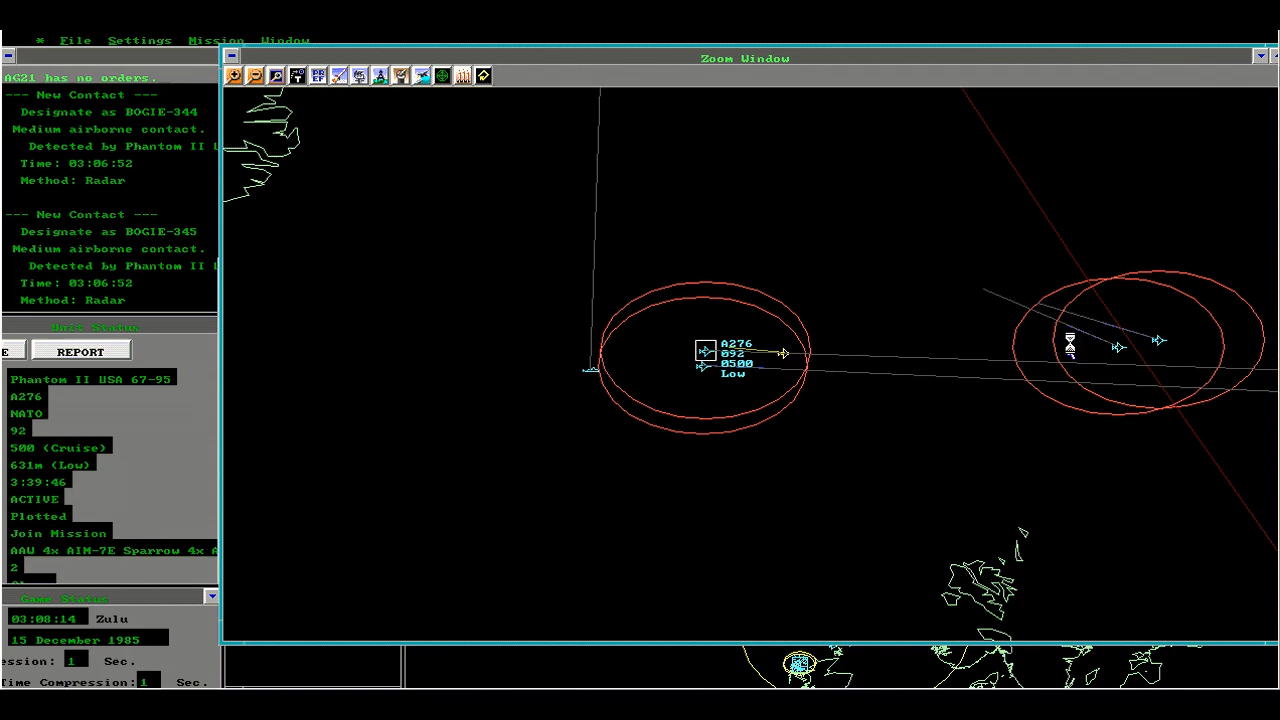 * File Settings Mission Window
Zoom Window
AG21 has no orders.
--- New Contact ---
Designate as BOGIE-344
Medium airborne contact.
Detected by Phantom II
Time: 03:06:52
Method: Radar
--- New Contact ---
Designate as BOGIE-345
Medium airborne contact.
Detected by Phantom II
Time: 03:06:52
Method: Radar
Unit Status
E REPORT
Phantom II USA 67-95
A276
NATO
92
500 (Cruise)
631m (Low)
3:39:46
ACTIVE
Plotted
Join Mission
AAW 4x AIM-7E Sparrow 4x A
2
Game Status
03:08:14 Zulu
15 December 1985
ession: 1 Sec.
Time Compression: 1 Sec.
A276
092
0500
Low